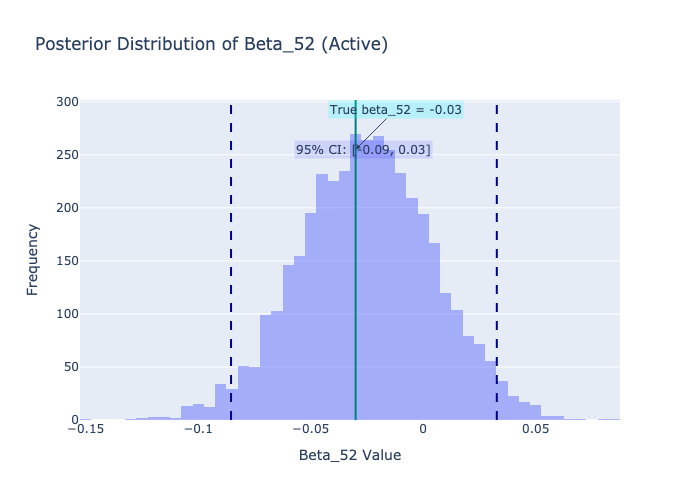 Posterior Distribution of Beta_52 (Active)
300
True beta_52 = -0.03
95% CI: [-0.09, 0.03]
250
200
150
100
50
0
Frequency
−0.15
−0.1
−0.05
0
0.05
Beta_52 Value